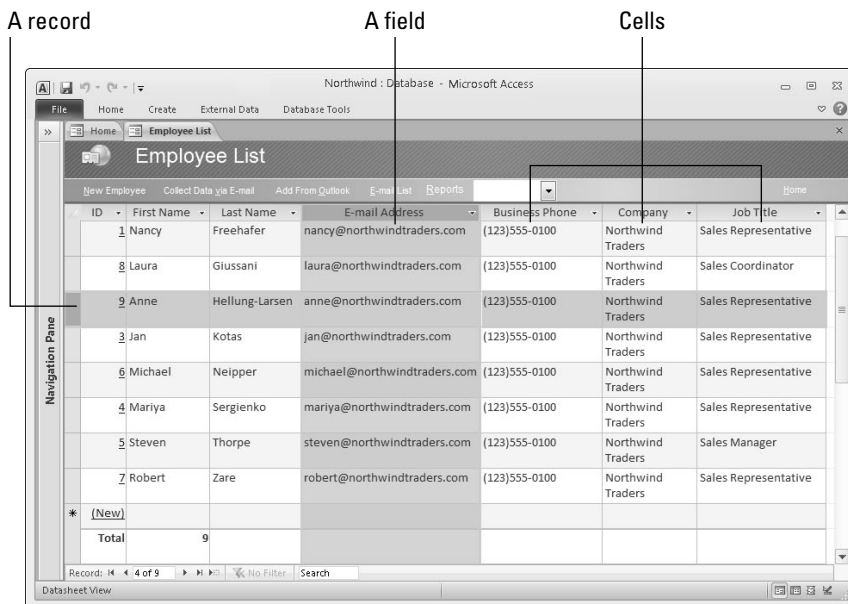 A record A field Cells
Northwind : Database - Microsoft Access
File Home Create External Data Database Tools
Home Employee List
Employee List
New Employee Collect Data via E-mail Add From Outlook E-mail List Reports Home
ID First Name Last Name E-mail Address Business Phone Company Job Title
1 Nancy Freehafer nancy@northwindtraders.com (123)555-0100 Northwind Traders Sales Representative
8 Laura Giussani laura@northwindtraders.com (123)555-0100 Northwind Traders Sales Coordinator
9 Anne Hellung-Larsen anne@northwindtraders.com (123)555-0100 Northwind Traders Sales Representative
3 Jan Kotas jan@northwindtraders.com (123)555-0100 Northwind Traders Sales Representative
6 Michael Neipper michael@northwindtraders.com (123)555-0100 Northwind Traders Sales Representative
4 Mariya Sergienko mariya@northwindtraders.com (123)555-0100 Northwind Traders Sales Representative
5 Steven Thorpe steven@northwindtraders.com (123)555-0100 Northwind Traders Sales Manager
7 Robert Zare robert@northwindtraders.com (123)555-0100 Northwind Traders Sales Representative
* (New)
Total 9
Navigation Pane
Record: 4 of 9 No Filter Search
Datasheet View